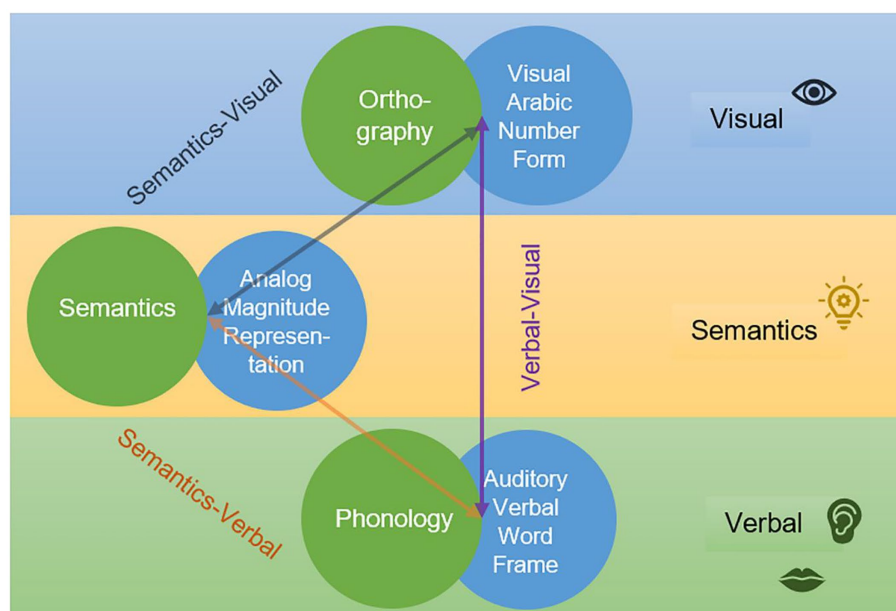 Semantics-Visual
Ortho-
graphy
Visual
Arabic
Number
Form
Visual
Semantics
Analog
Magnitude
Represen-
tation
Verbal-Visual
Semantics
Semantics-Verbal
Phonology
Auditory
Verbal
Word
Frame
Verbal